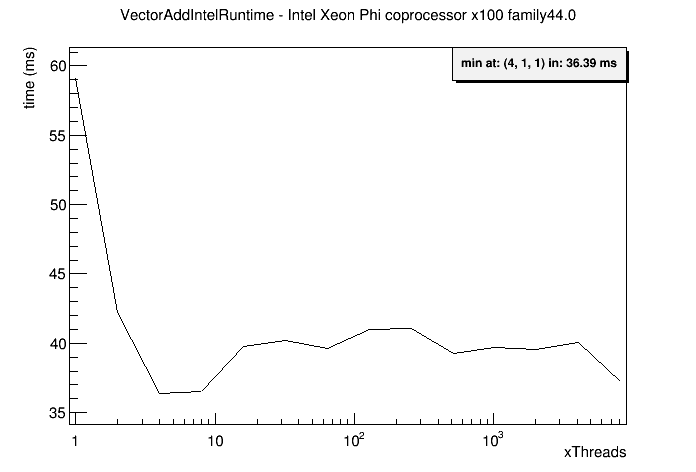 VectorAddIntelRuntime - Intel Xeon Phi coprocessor x100 family44.0
time (ms)
min at: (4, 1, 1) in: 36.39 ms
60
55
50
45
40
35
1 10 10² 10³
xThreads